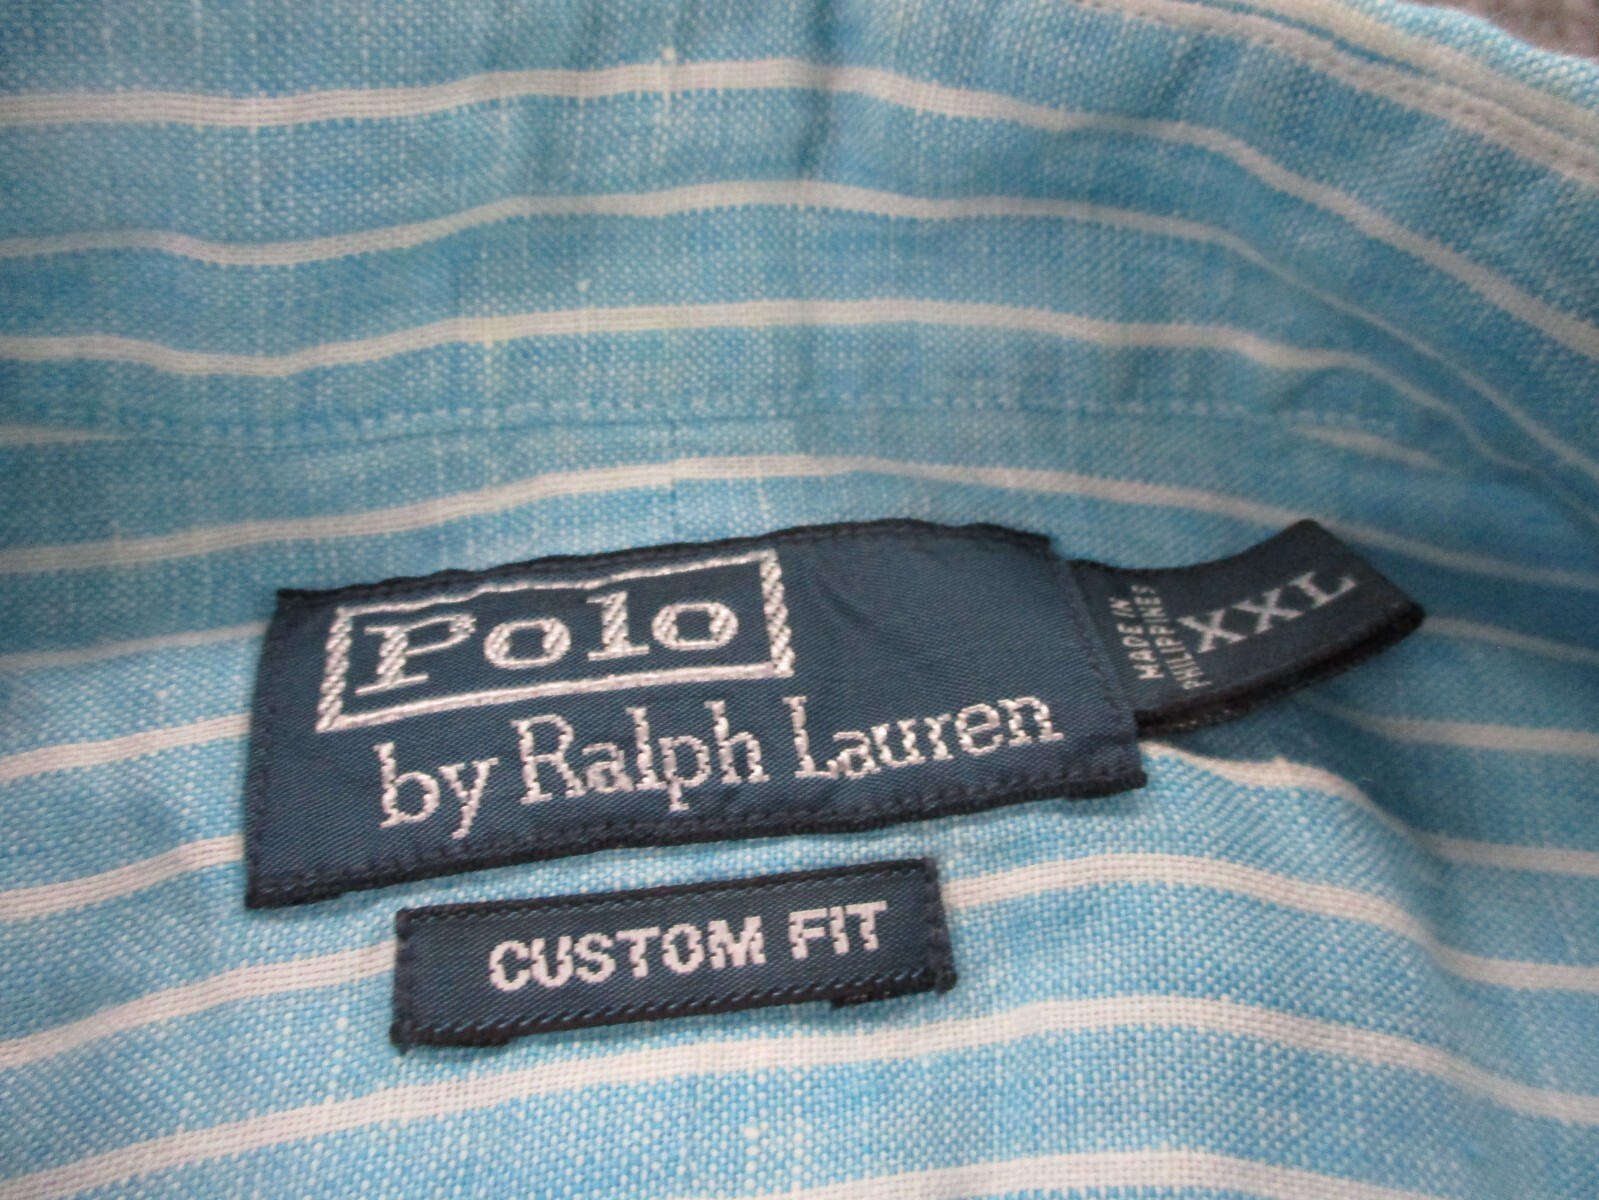 Polo
by Ralph Lauren
MADE IN
PHILIPPINES
XXL
CUSTOM FIT